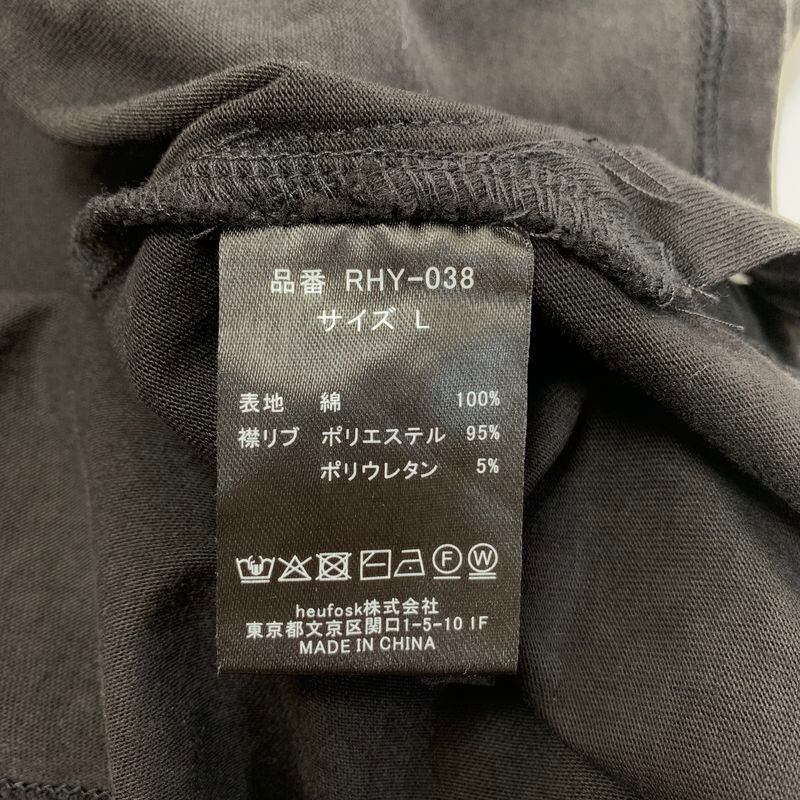 品番 RHY-038
サイズ L
表地 綿 100%
襟リブ ポリエステル 95%
ポリウレタン 5%
F W
heufosk株式会社
東京都文京区関口1-5-10 1F
MADE IN CHINA